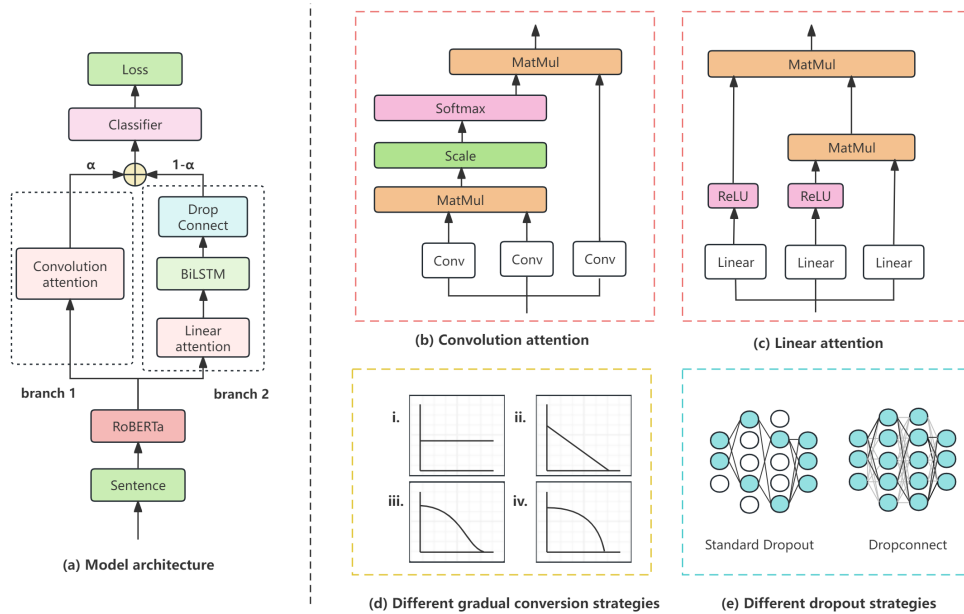 Loss
Classifier
α
1-α
Drop
Connect
Convolution
attention
BiLSTM
Linear
attention
branch 1
branch 2
RoBERTa
Sentence
(a) Model architecture
MatMul
Softmax
Scale
MatMul
Conv
Conv
Conv
(b) Convolution attention
MatMul
MatMul
ReLU
ReLU
Linear
Linear
Linear
(c) Linear attention
i.
ii.
iii.
iv.
(d) Different gradual conversion strategies
Standard Dropout
Dropconnect
(e) Different dropout strategies